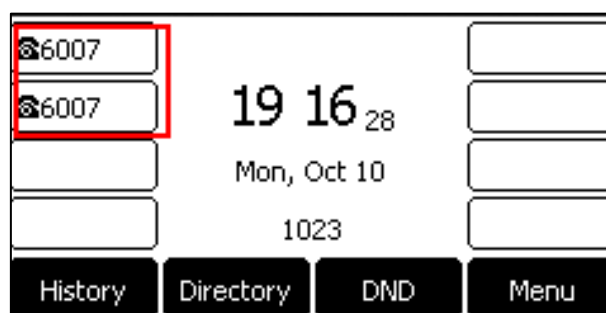 ☎6007
☎6007
19 16 28
Mon, Oct 10
1023
History Directory DND Menu